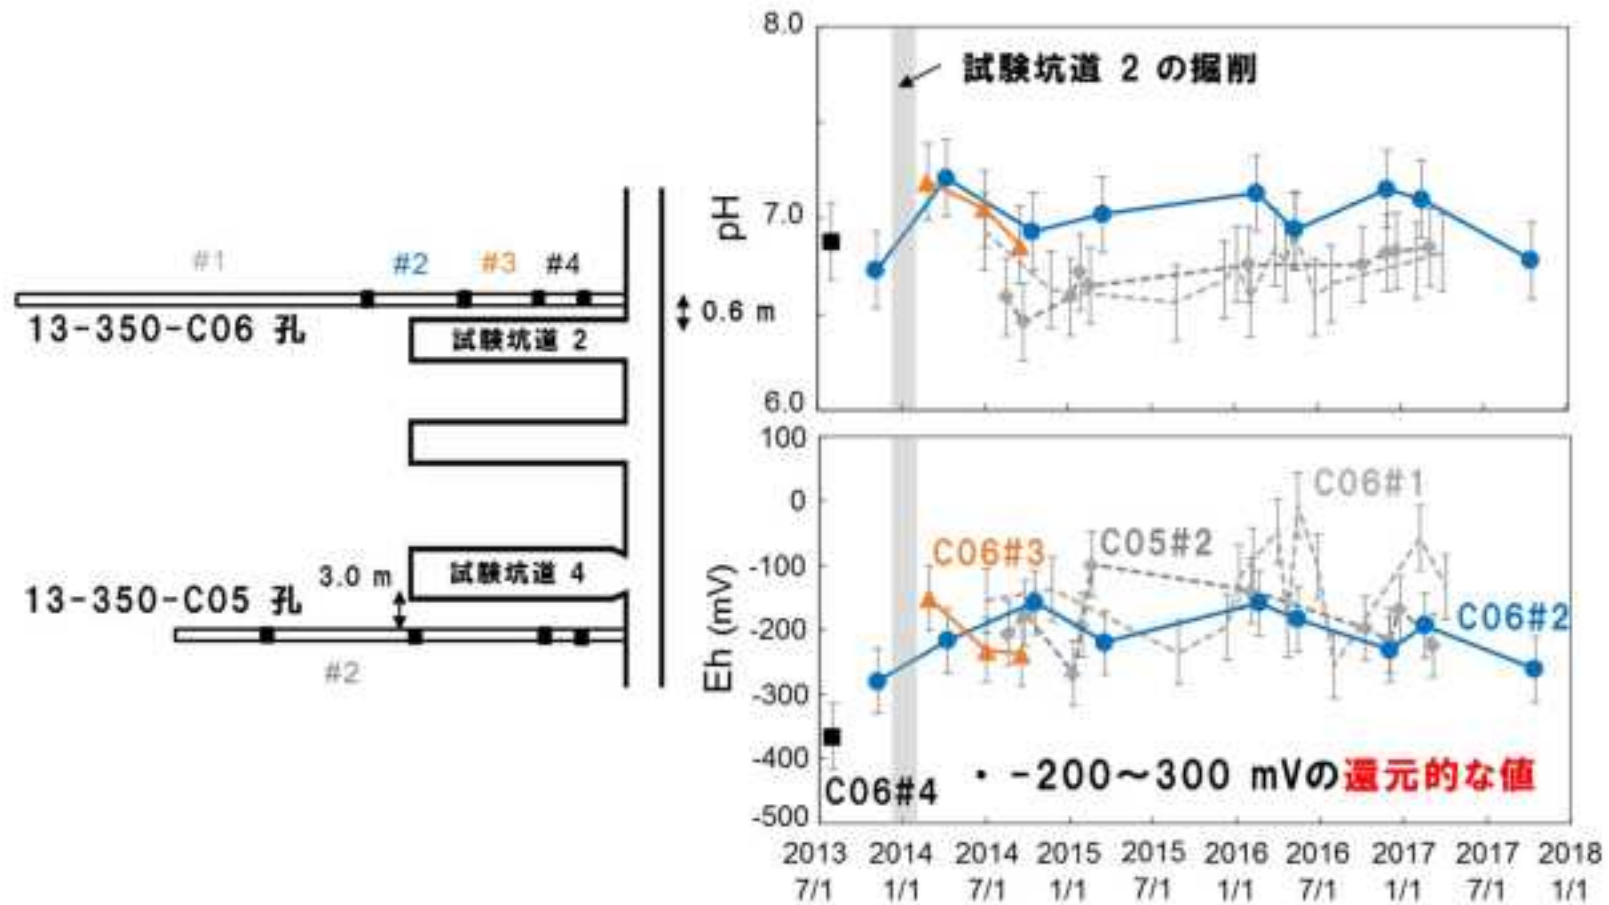 #1
#2
#3
#4
13-350-C06 孔
0.6 m
試験坑道 2
3.0 m
試験坑道 4
13-350-C05 孔
#2
8.0
7.0
6.0
pH
試験坑道 2 の掘削
100
0
-100
-200
-300
-400
-500
Eh (mV)
C06#1
C06#3
C05#2
C06#2
C06#4
・ -200～300 mVの還元的な値
2013 2014 2014 2015 2015 2016 2016 2017 2017 2018
7/1 1/1 7/1 1/1 7/1 1/1 7/1 1/1 7/1 1/1